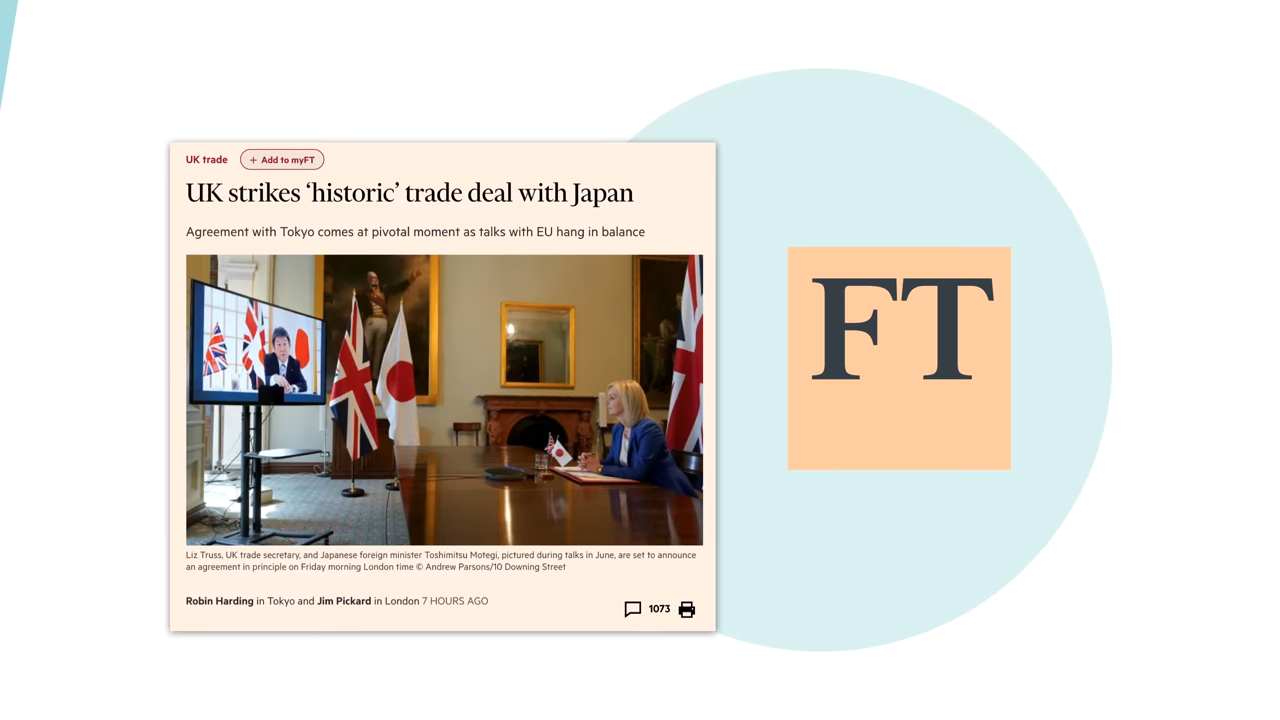 UK trade
+ Add to myFT
UK strikes ‘historic’ trade deal with Japan
Agreement with Tokyo comes at pivotal moment as talks with EU hang in balance
Liz Truss, UK trade secretary, and Japanese foreign minister Toshimitsu Motegi, pictured during talks in June, are set to announce
an agreement in principle on Friday morning London time © Andrew Parsons/10 Downing Street
Robin Harding in Tokyo and Jim Pickard in London 7 HOURS AGO
1073
FT